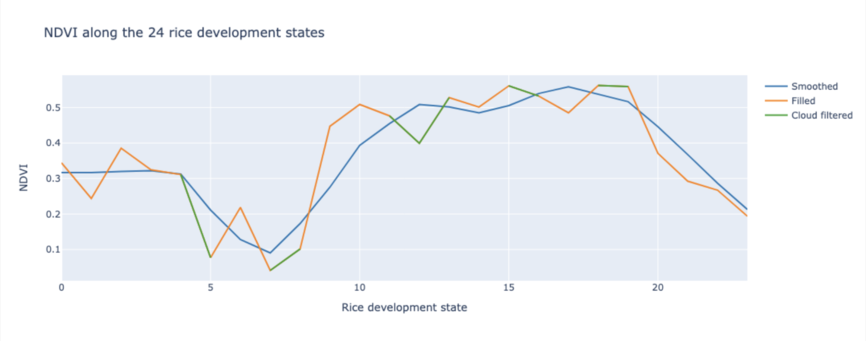 NDVI along the 24 rice development states
Smoothed
Filled
Cloud filtered
0.5
0.4
0.3
0.2
0.1
NDVI
0 5 10 15 20
Rice development state